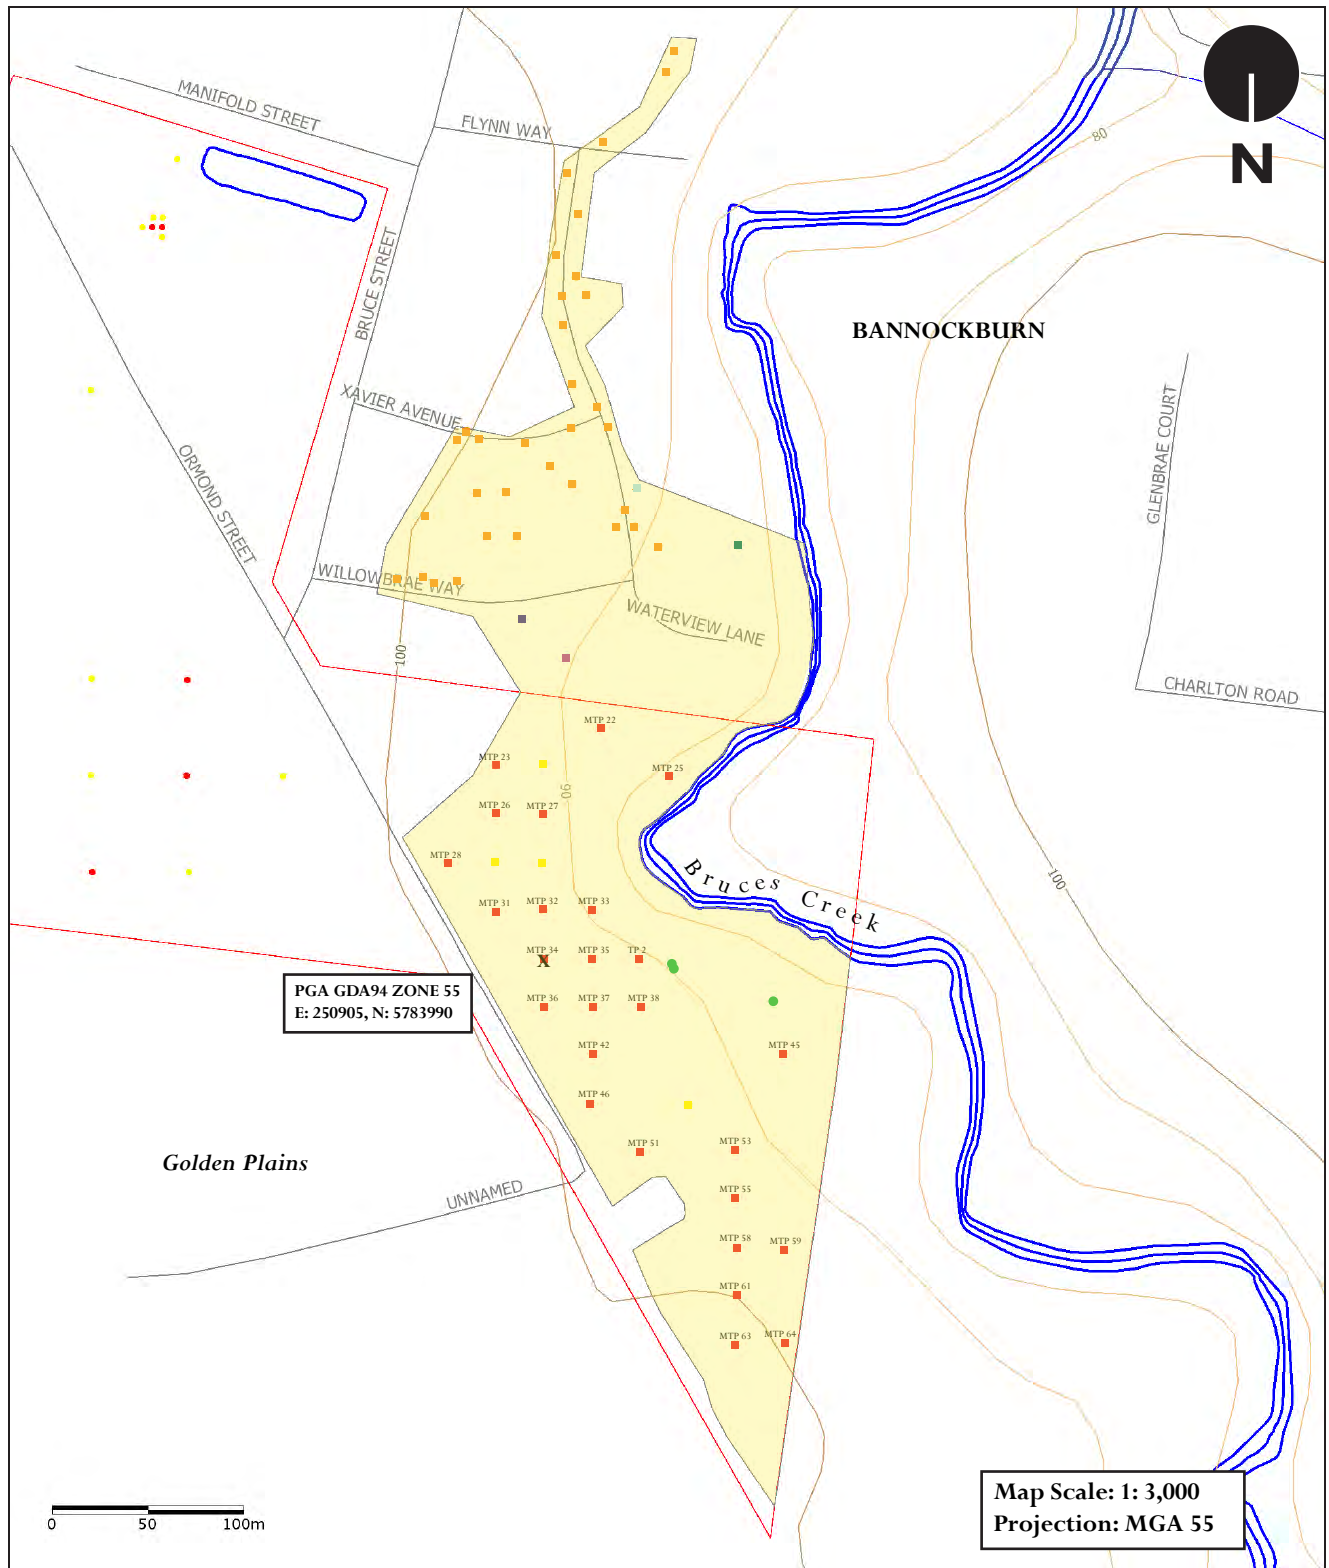 MANIFOLD STREET
FLYNN WAY
80
N
BRUCE STREET
BANNOCKBURN
XAVIER AVENUE
GLENBRAE COURT
ORMOND STREET
WILLOWBRAE WAY
WATERVIEW LANE
100
CHARLTON ROAD
MTP 22
MTP 23
MTP 25
90
MTP 26
MTP 27
MTP 28
Bruces Creek
100
MTP 31
MTP 32
MTP 33
MTP 34
X
MTP 35
TP 2
PGA GDA94 ZONE 55
E: 250905, N: 5783990
MTP 36
MTP 37
MTP 38
MTP 42
MTP 45
MTP 46
MTP 51
MTP 53
Golden Plains
UNNAMED
MTP 55
MTP 58
MTP 59
MTP 61
MTP 63
MTP 64
Map Scale: 1: 3,000
Projection: MGA 55
0 50 100m